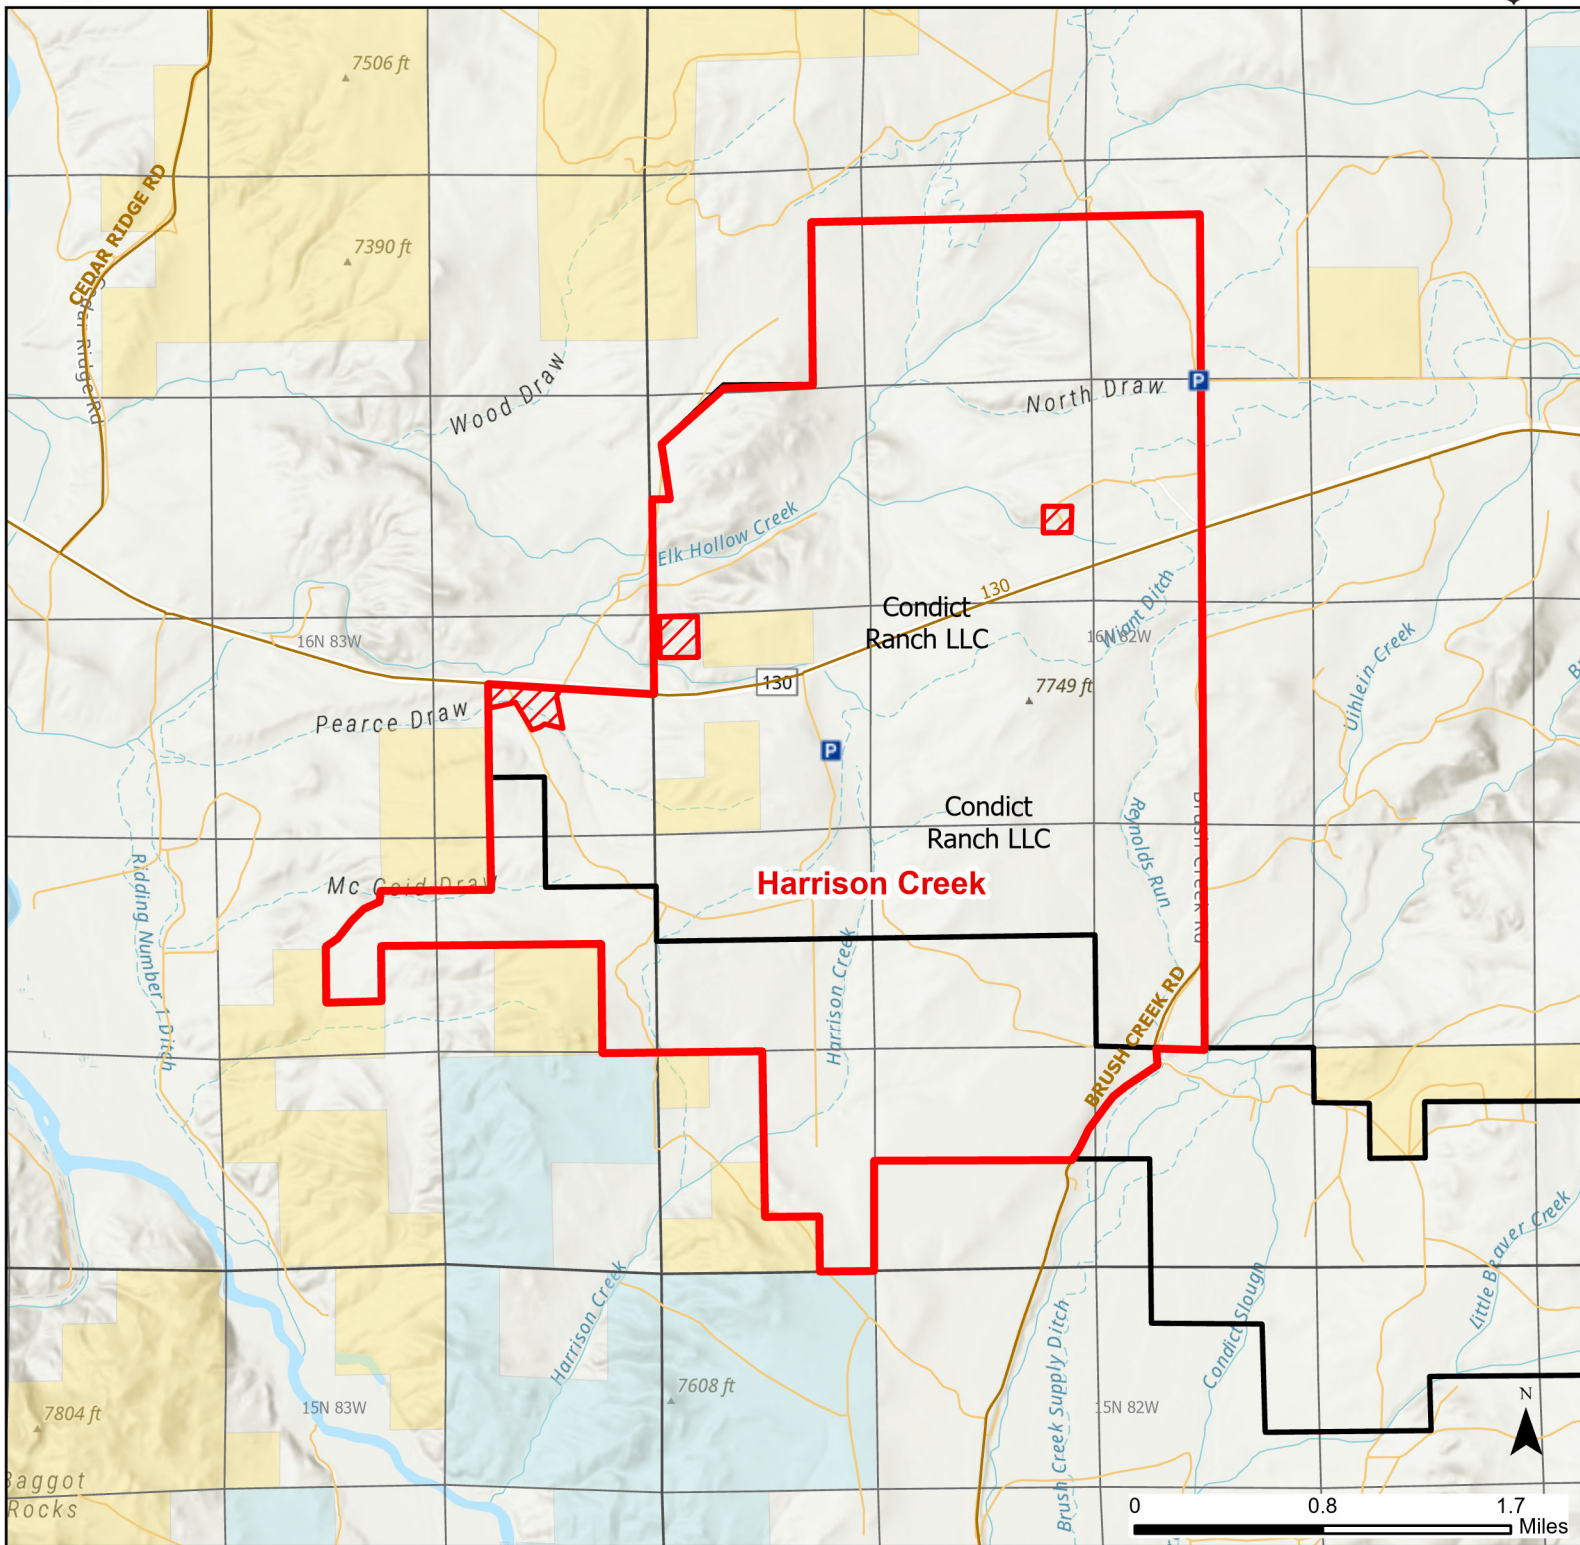 7506 ft
CEDAR RIDGE RD
7390 ft
Cedar Ridge Rd
Wood Draw
North Draw
P
Elk Hollow Creek
130
Condict
Ranch LLC
Wiant Ditch
16N 83W
16N 82W
Uihlein Creek
130
7749 ft
Pearce Draw
P
Condict
Ranch LLC
Reynolds Run
Brush Creek Rd
Mc Coid Draw
Harrison Creek
Ridding Number 1 Ditch
Harrison Creek
BRUSH CREEK RD
Little Beaver Creek
Condict Slough
Harrison Creek
Brush Creek Supply Ditch
7608 ft
7804 ft
15N 83W
15N 82W
N
Baggot
Rocks
0 0.8 1.7
Miles